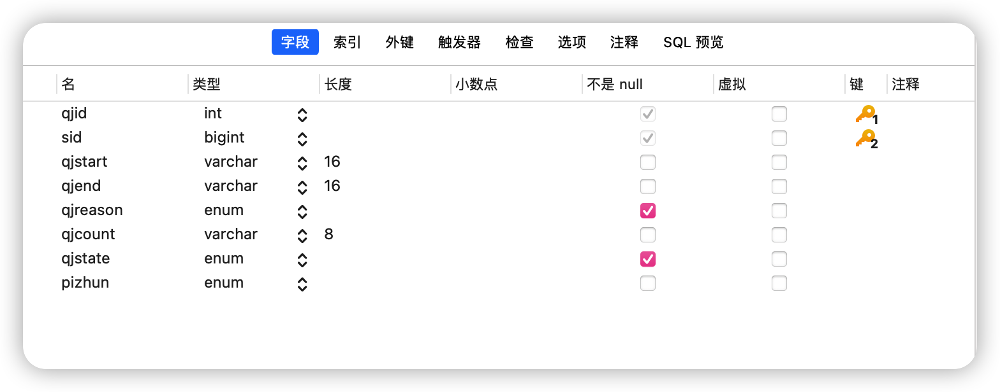 字段 索引 外键 触发器 检查 选项 注释 SQL 预览
名 类型 长度 小数点 不是 null 虚拟 键 注释
qjid int 1
sid bigint 2
qjstart varchar 16
qjend varchar 16
qjreason enum
qjcount varchar 8
qjstate enum
pizhun enum